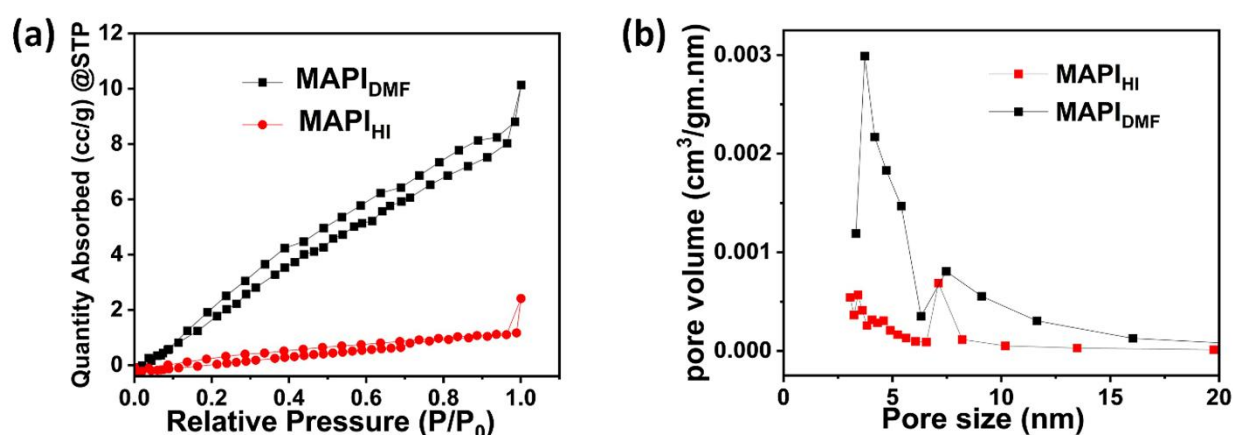 (a)
Quantity Absorbed (cc/g) @STP
12
10
8
6
4
2
0
MAPI_DMF
MAPI_HI
0.0 0.2 0.4 0.6 0.8 1.0
Relative Pressure (P/P₀)
(b)
pore volume (cm³/gm.nm)
0.003
0.002
0.001
0.000
MAPI_HI
MAPI_DMF
0 5 10 15 20
Pore size (nm)